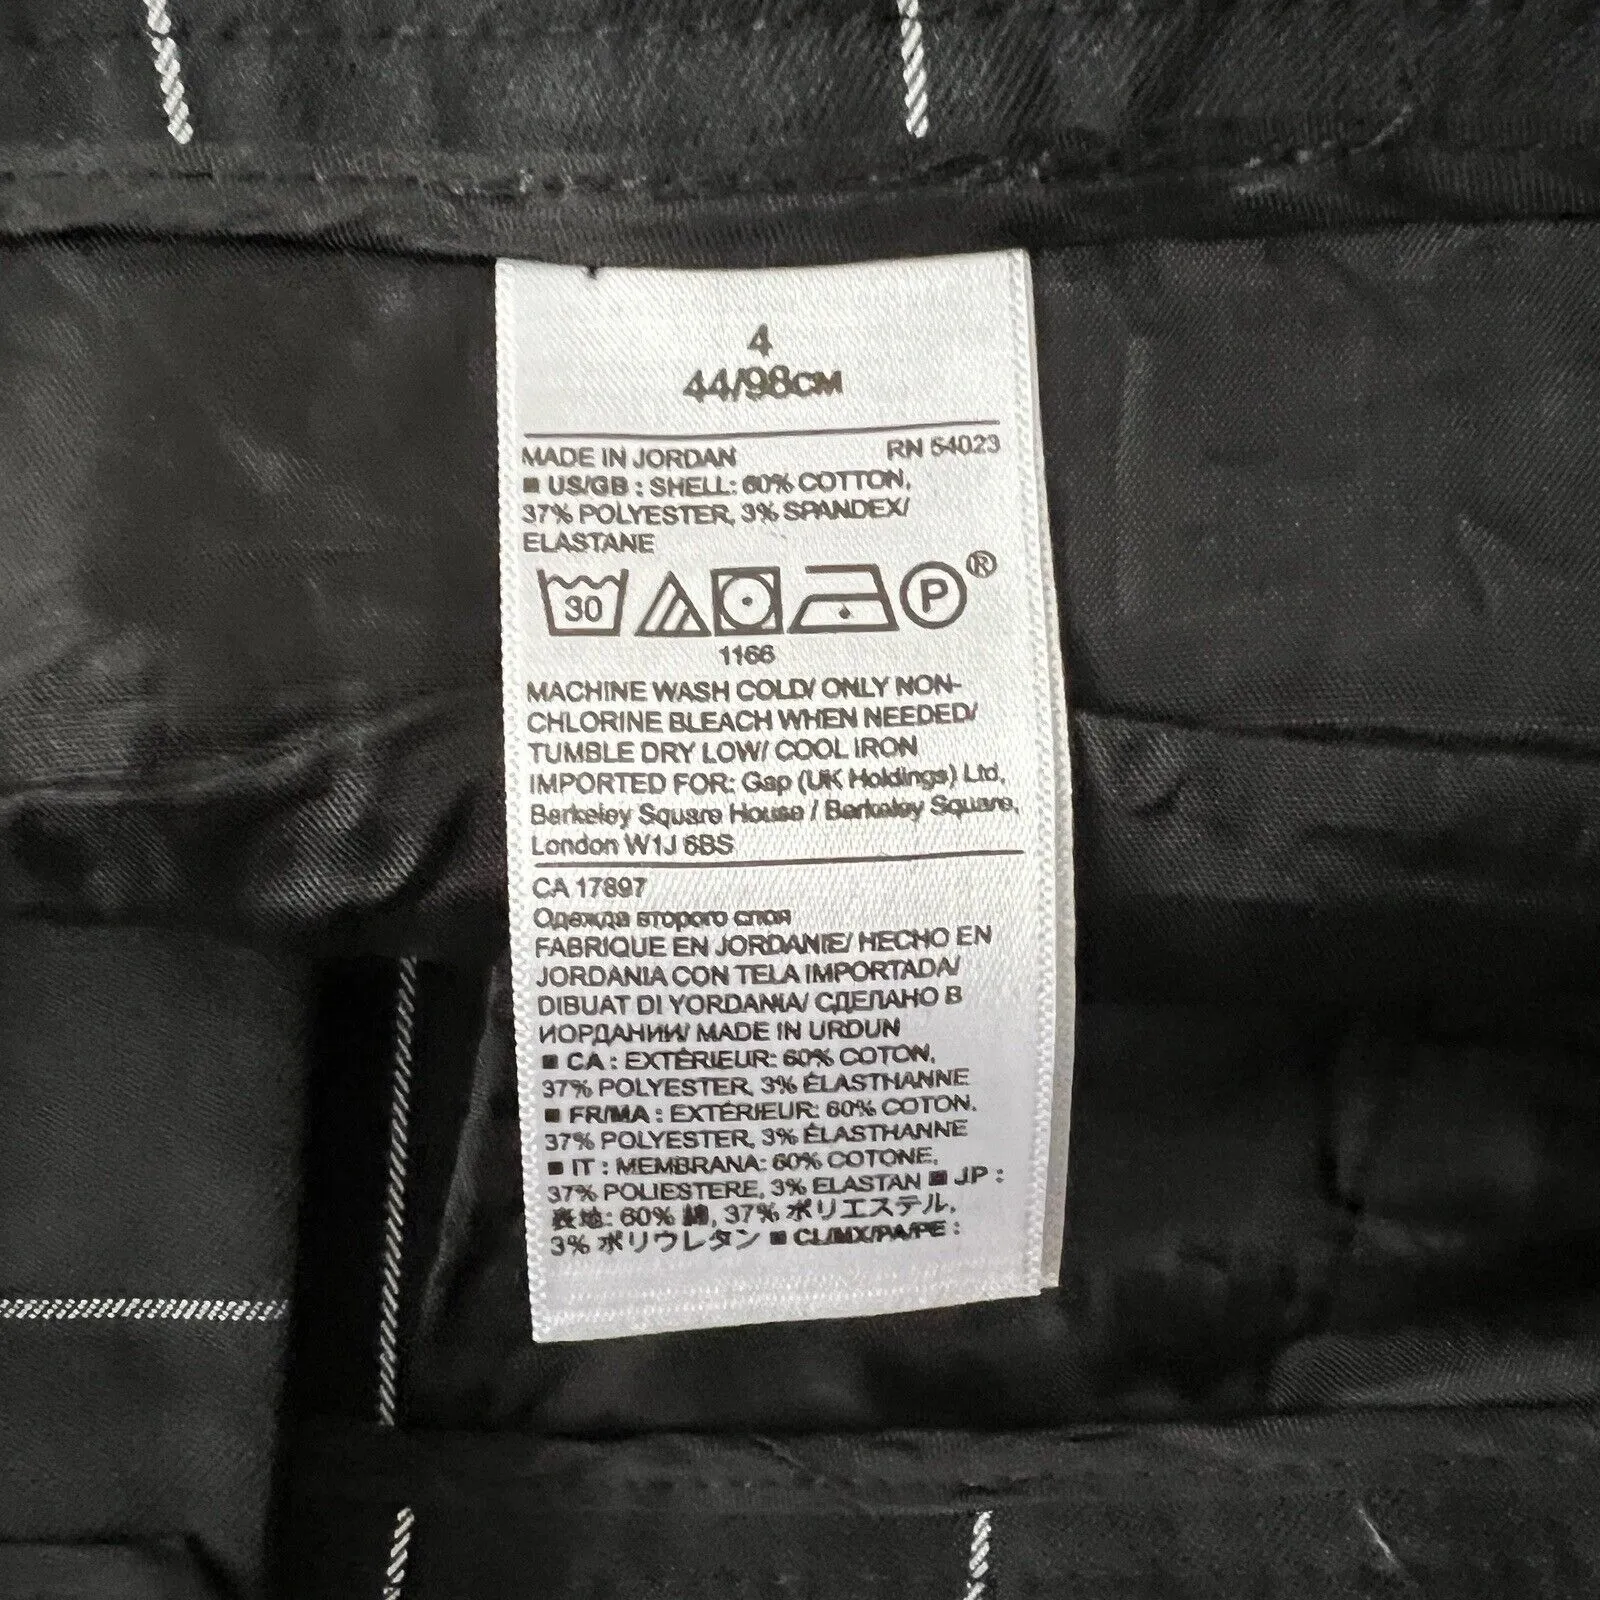 4
44/98CM
MADE IN JORDAN RN 54023
■ US/GB : SHELL: 60% COTTON,
37% POLYESTER, 3% SPANDEX/
ELASTANE
30 P®
1166
MACHINE WASH COLD/ ONLY NON-
CHLORINE BLEACH WHEN NEEDED/
TUMBLE DRY LOW/ COOL IRON
IMPORTED FOR: Gap (UK Holdings) Ltd,
Berkeley Square House / Berkeley Square,
London W1J 6BS
CA 17897
Одежда второго слоя
FABRIQUÉ EN JORDANIE/ HECHO EN
JORDANIA CON TELA IMPORTADA/
DIBUAT DI YORDANIA/ СДЕЛАНО В
ИОРДАНИИ/ MADE IN URDUN
■ CA : EXTÉRIEUR: 60% COTON,
37% POLYESTER, 3% ÉLASTHANNE
■ FR/MA : EXTÉRIEUR: 60% COTON,
37% POLYESTER, 3% ÉLASTHANNE
■ IT : MEMBRANA: 60% COTONE,
37% POLIESTERE, 3% ELASTAN ■ JP :
表地: 60% 綿, 37% ポリエステル,
3% ポリウレタン ■ CL/MX/PA/PE :